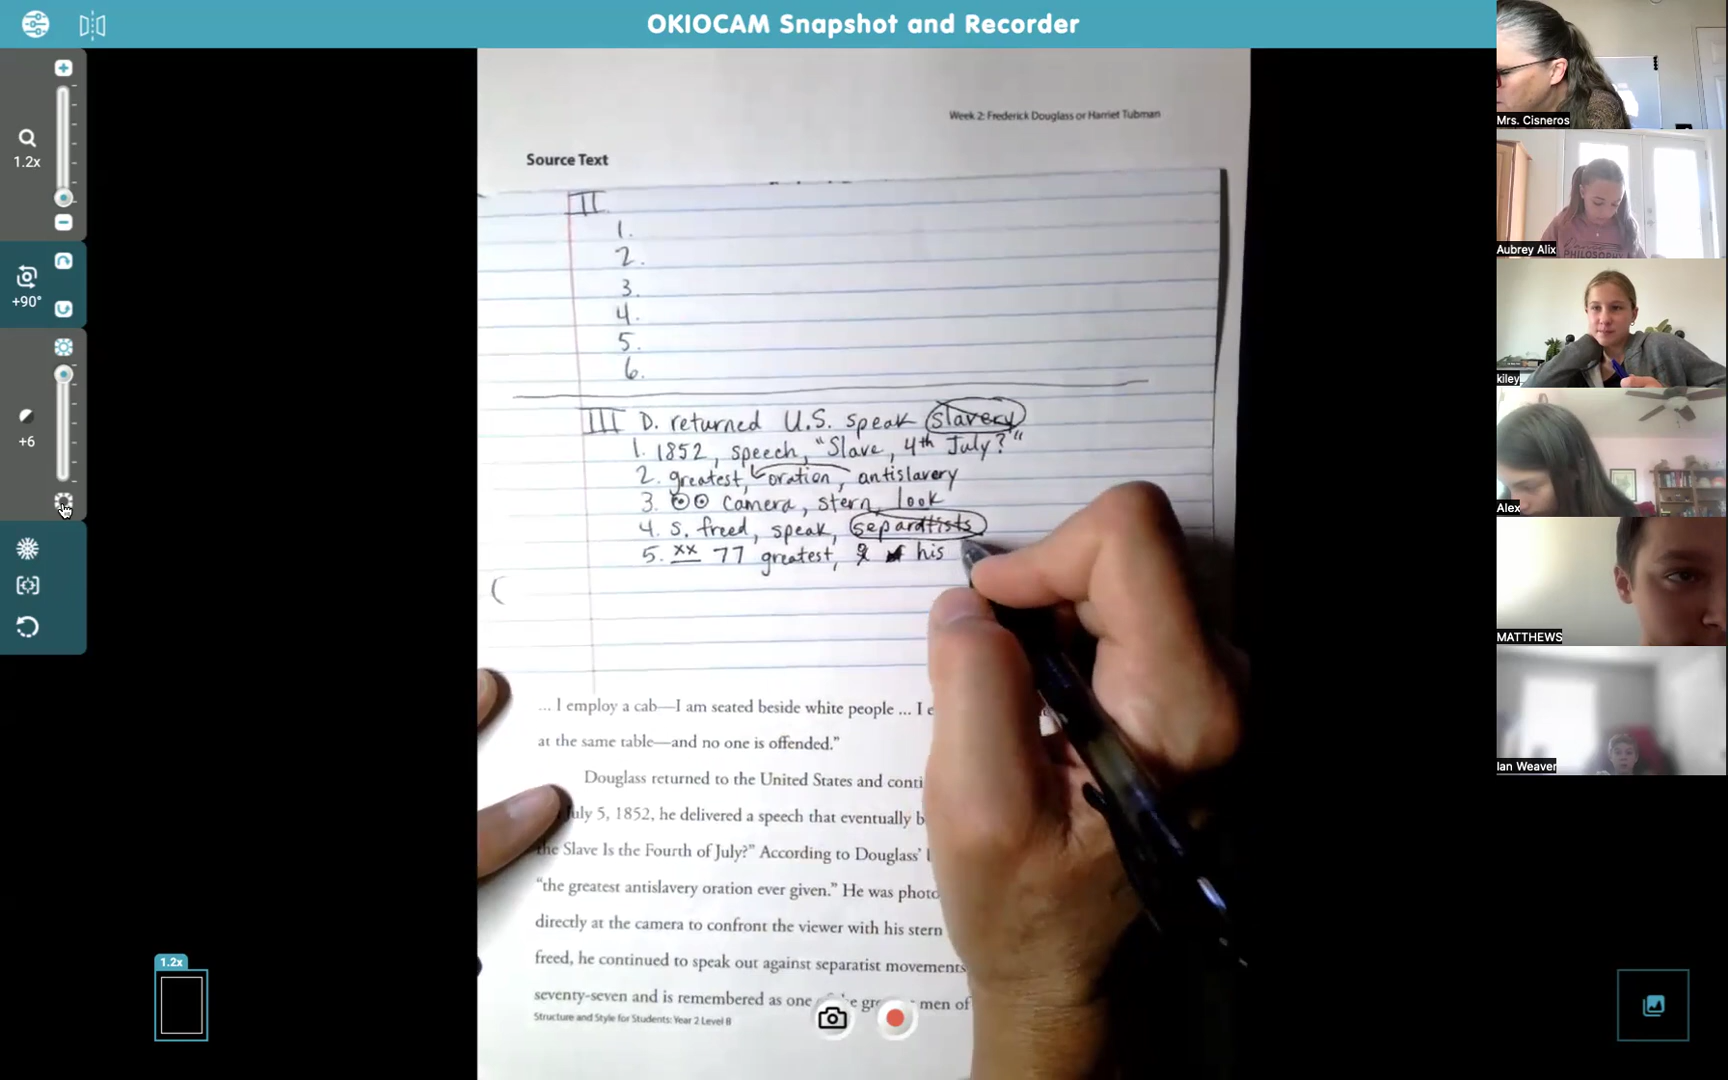 OKIOCAM Snapshot and Recorder
1.2x
+90°
+6
1.2x
Week 2: Frederick Douglass or Harriet Tubman
Source Text
II
1.
2.
3.
4.
5.
6.
III D. returned U.S. speak slavery
1. 1852, speech, "Slave, 4th July?"
2. greatest, oration, antislavery
3. camera, stern look
4. S. freed, speak, separatists
5. xx 77 greatest, his
... I employ a cab—I am seated beside white people ... I
at the same table—and no one is offended."
Douglass returned to the United States and conti
July 5, 1852, he delivered a speech that eventually b
the Slave Is the Fourth of July?" According to Douglass'
"the greatest antislavery oration ever given." He was photo
directly at the camera to confront the viewer with his stern
freed, he continued to speak out against separatist movements
seventy-seven and is remembered as one men of
Structure and Style for Students: Year 2 Level B
Mrs. Cisneros
Aubrey Alix
PHILOSOPHY
kiley
Alex
MATTHEWS
Ian Weaver